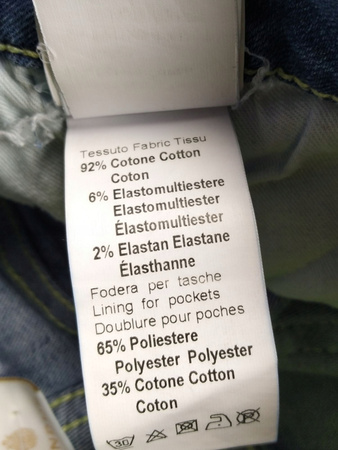 Tessuto Fabric Tissu
92% Cotone Cotton
Coton
6% Elastomultiestere
Elastomultiester
Élastomultiester
2% Elastan Elastane
Élasthanne
Fodera per tasche
Lining for pockets
Doublure pour poches
65% Poliestere
Polyester Polyester
35% Cotone Cotton
Coton
30